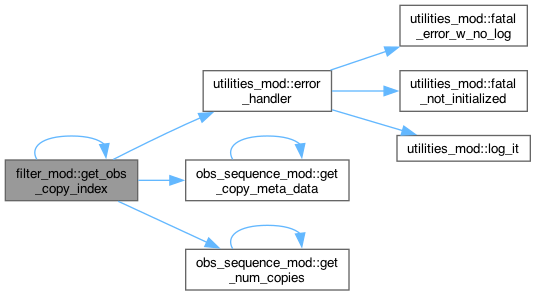 filter_mod::get_obs
_copy_index
utilities_mod::error
_handler
utilities_mod::fatal
_error_w_no_log
utilities_mod::fatal
_not_initialized
utilities_mod::log_it
obs_sequence_mod::get
_copy_meta_data
obs_sequence_mod::get
_num_copies